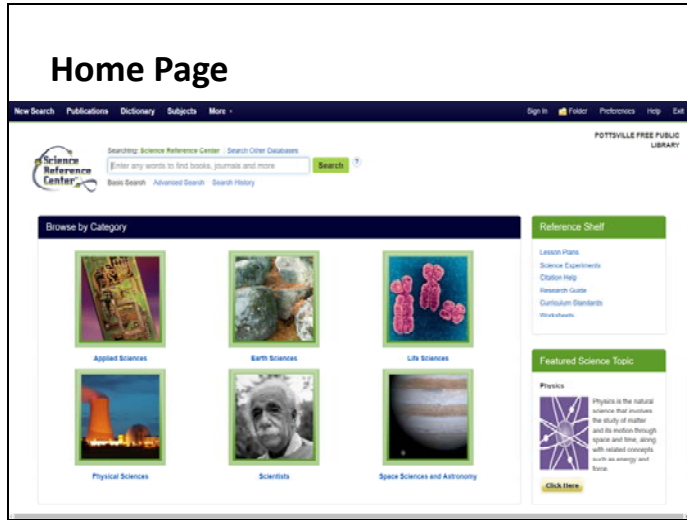 Home Page
New Search Publications Dictionary Subjects More
Sign In Folder Preferences Help Exit
POTTSVILLE FREE PUBLIC
LIBRARY
Science
Reference
Center
Searching: Science Reference Center Search Other Databases
Enter any words to find books, journals and more
Search ?
Basic Search Advanced Search Search History
Browse by Category
Applied Sciences
Earth Sciences
Life Sciences
Physical Sciences
Scientists
Space Sciences and Astronomy
Reference Shelf
Lesson Plans
Science Experiments
Citation Help
Research Guide
Curriculum Standards
Worksheets
Featured Science Topic
Physics
Physics is the natural
science that involves
the study of matter
and its motion through
space and time, along
with related concepts
such as energy and
force.
Click Here